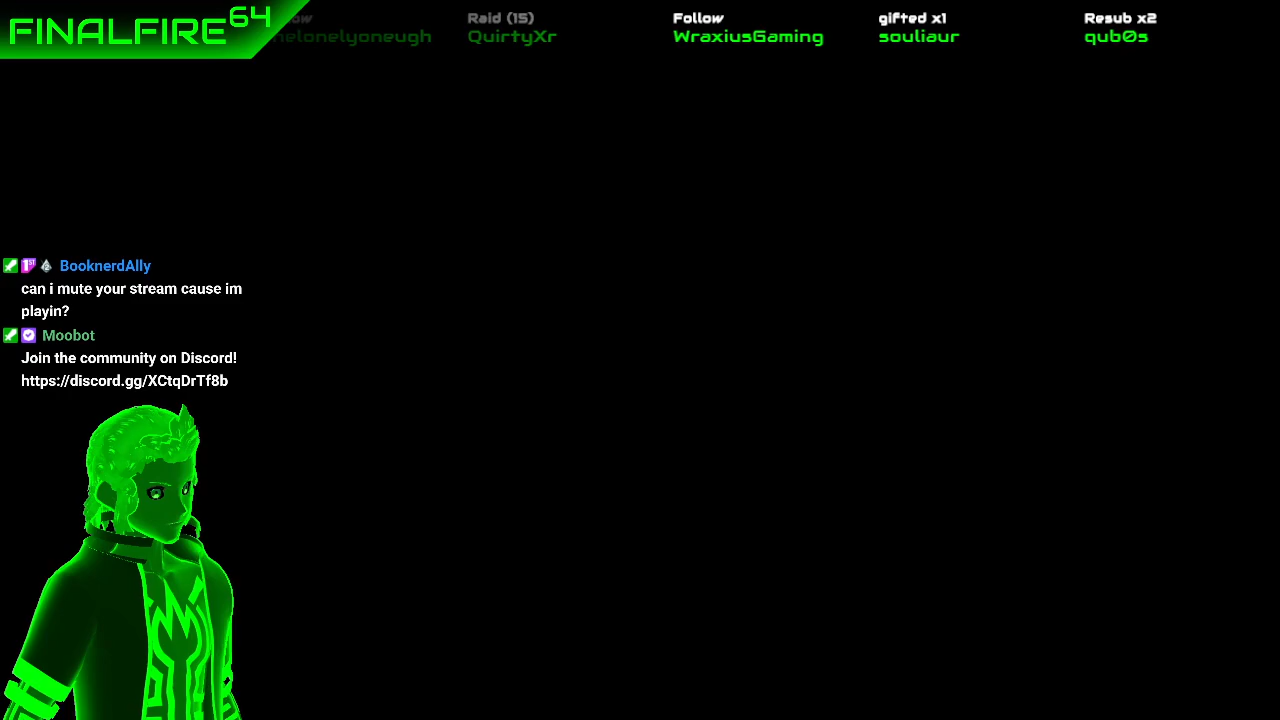 FINALFIRE64
Raid (15)
QuirtyXr
Follow
WraxiusGaming
gifted x1
souliaur
Resub x2
qub0s
BooknerdAlly
can i mute your stream cause im
playin?
Moobot
Join the community on Discord!
https://discord.gg/XCtqDrTf8b